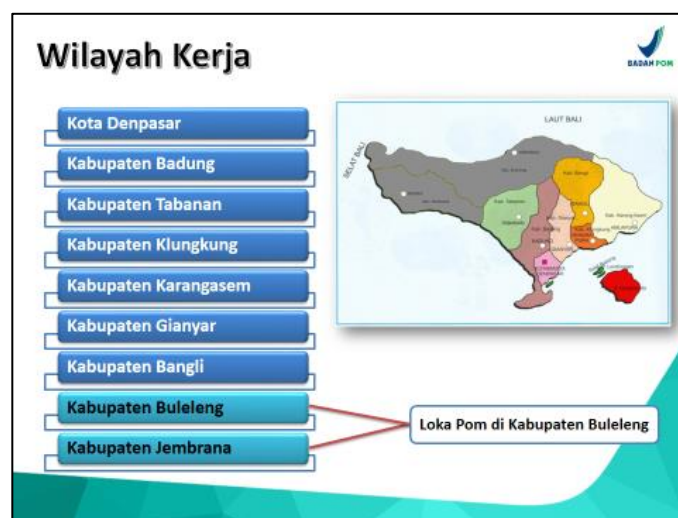 Wilayah Kerja
BADAN POM
Kota Denpasar
Kabupaten Badung
Kabupaten Tabanan
Kabupaten Klungkung
Kabupaten Karangasem
Kabupaten Gianyar
Kabupaten Bangli
Kabupaten Buleleng
Kabupaten Jembrana
LAUT BALI
SELAT BALI
Loka Pom di Kabupaten Buleleng